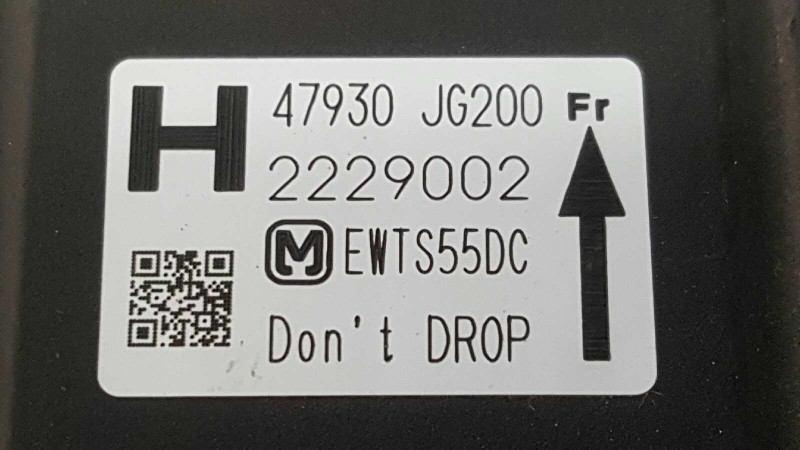 H 47930 JG200 Fr
2229002
M EWTS55DC
Don't DROP